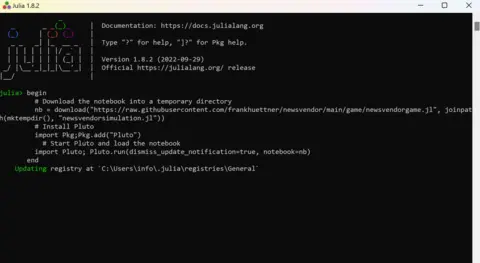 Julia 1.8.2
Documentation: https://docs.julialang.org
Type "?" for help, "]?" for Pkg help.
Version 1.8.2 (2022-09-29)
Official https://julialang.org/ release
julia> begin
# Download the notebook into a temporary directory
nb = download("https://raw.githubusercontent.com/frankhuettner/newsvendor/main/game/newsvendorgame.jl", joinpat
h(mktempdir(), "newsvendorsimulation.jl"))
# Install Pluto
import Pkg;Pkg.add("Pluto")
# Start Pluto and load the notebook
import Pluto; Pluto.run(dismiss_update_notification=true, notebook=nb)
end
Updating registry at `C:\Users\info\.julia\registries\General`